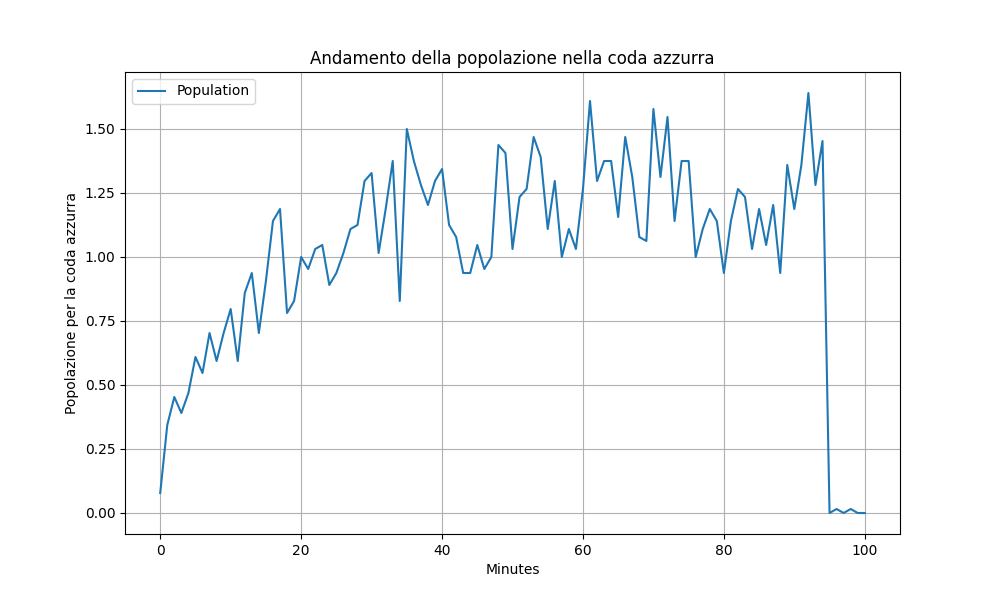 Andamento della popolazione nella coda azzurra
Population
Popolazione per la coda azzurra
1.50
1.25
1.00
0.75
0.50
0.25
0.00
0 20 40 60 80 100
Minutes